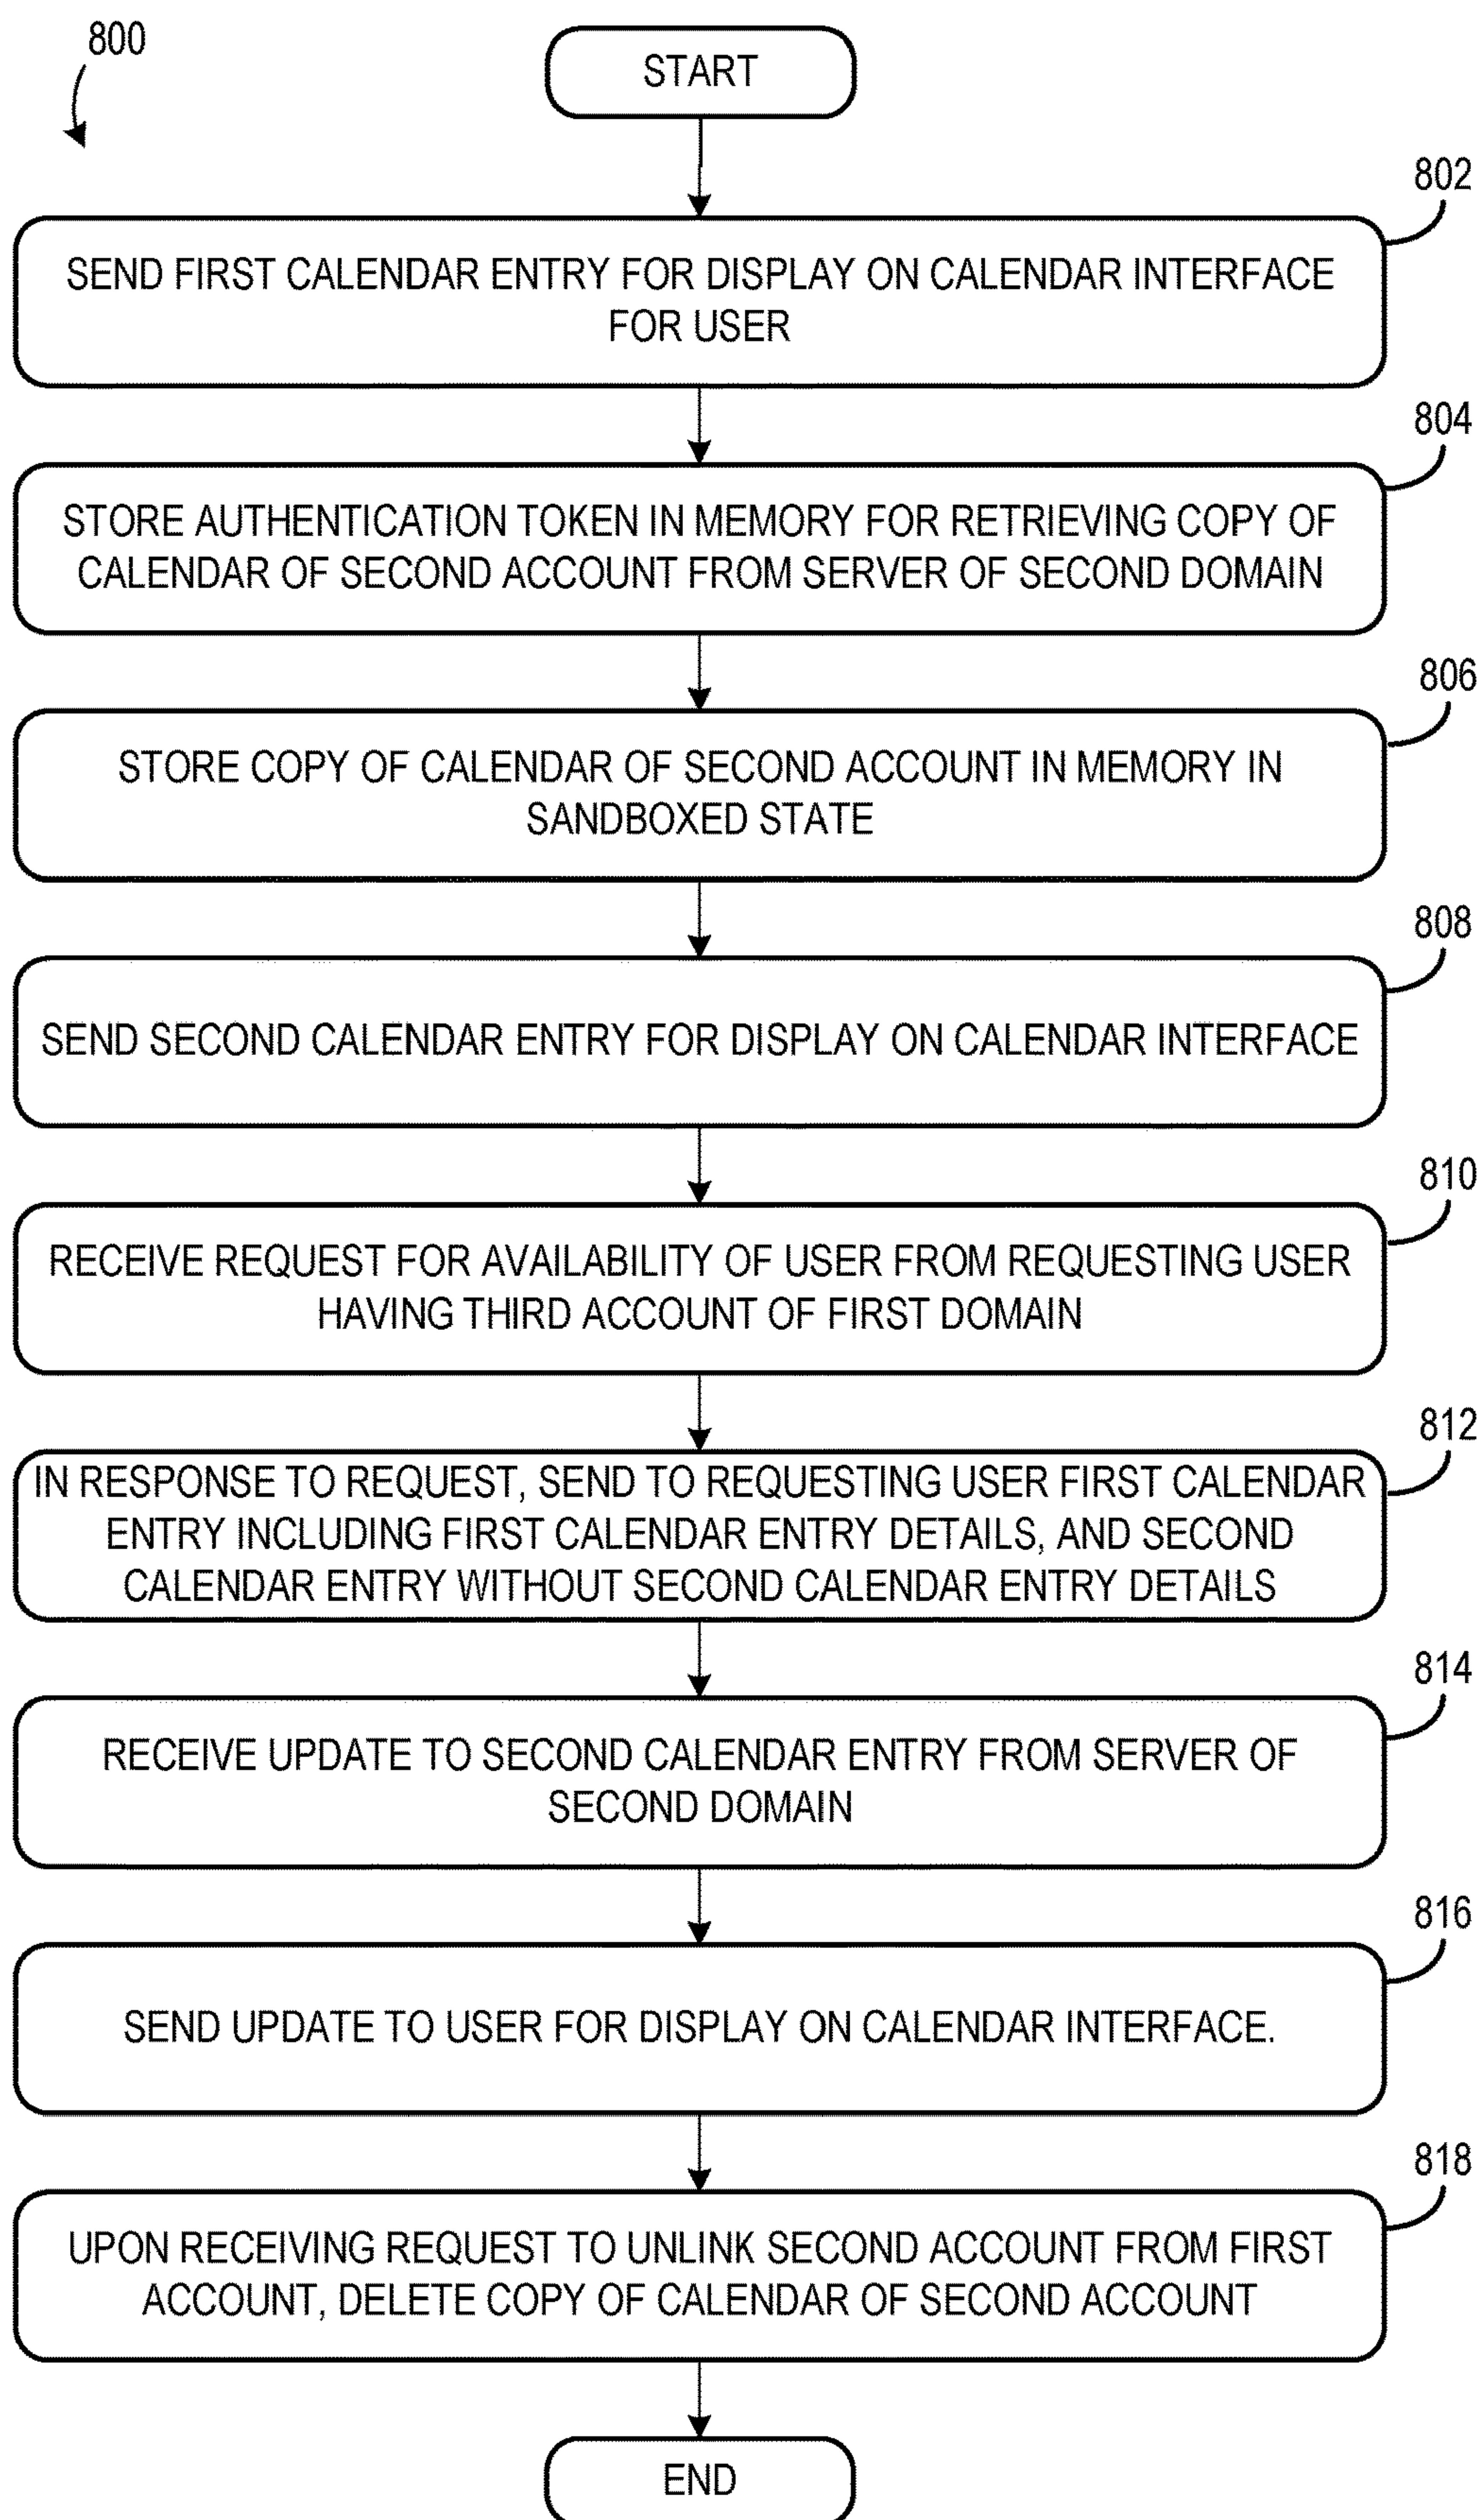 800
START
802
SEND FIRST CALENDAR ENTRY FOR DISPLAY ON CALENDAR INTERFACE
FOR USER
804
STORE AUTHENTICATION TOKEN IN MEMORY FOR RETRIEVING COPY OF
CALENDAR OF SECOND ACCOUNT FROM SERVER OF SECOND DOMAIN
806
STORE COPY OF CALENDAR OF SECOND ACCOUNT IN MEMORY IN
SANDBOXED STATE
808
SEND SECOND CALENDAR ENTRY FOR DISPLAY ON CALENDAR INTERFACE
810
RECEIVE REQUEST FOR AVAILABILITY OF USER FROM REQUESTING USER
HAVING THIRD ACCOUNT OF FIRST DOMAIN
812
IN RESPONSE TO REQUEST, SEND TO REQUESTING USER FIRST CALENDAR
ENTRY INCLUDING FIRST CALENDAR ENTRY DETAILS, AND SECOND
CALENDAR ENTRY WITHOUT SECOND CALENDAR ENTRY DETAILS
814
RECEIVE UPDATE TO SECOND CALENDAR ENTRY FROM SERVER OF
SECOND DOMAIN
816
SEND UPDATE TO USER FOR DISPLAY ON CALENDAR INTERFACE.
818
UPON RECEIVING REQUEST TO UNLINK SECOND ACCOUNT FROM FIRST
ACCOUNT, DELETE COPY OF CALENDAR OF SECOND ACCOUNT
END